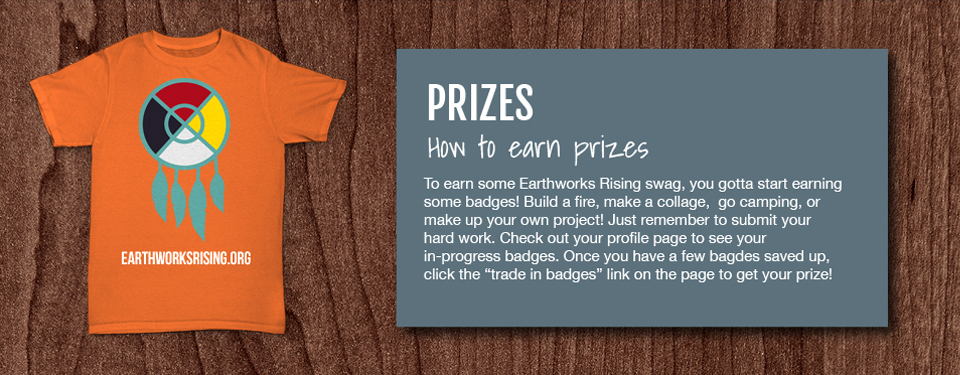 EARTHWORKSRISING.ORG
PRIZES
How to earn prizes
To earn some Earthworks Rising swag, you gotta start earning
some badges! Build a fire, make a collage,  go camping, or
make up your own project! Just remember to submit your
hard work. Check out your profile page to see your
in-progress badges. Once you have a few bagdes saved up,
click the “trade in badges” link on the page to get your prize!